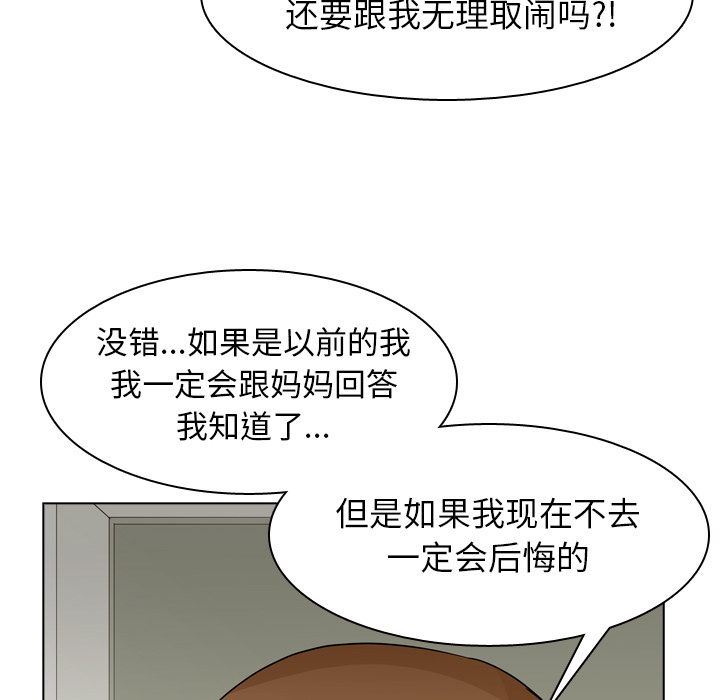 还要跟我无理取闹吗?!
没错...如果是以前的我
我一定会跟妈妈回答
我知道了...
但是如果我现在不去
一定会后悔的